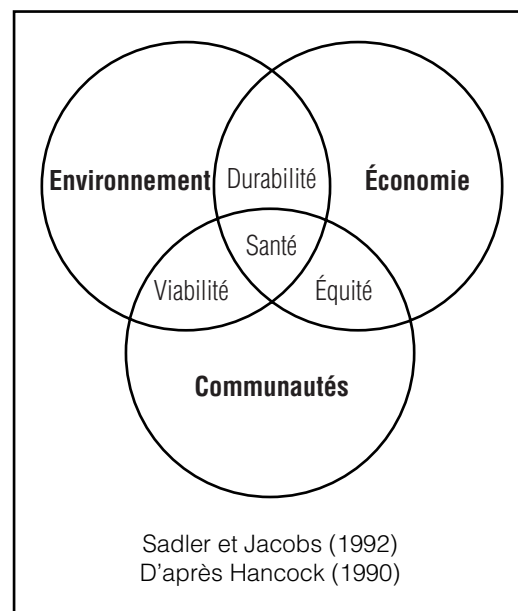 Environnement Durabilité Économie
Santé
Viabilité Équité
Communautés
Sadler et Jacobs (1992)
D'après Hancock (1990)